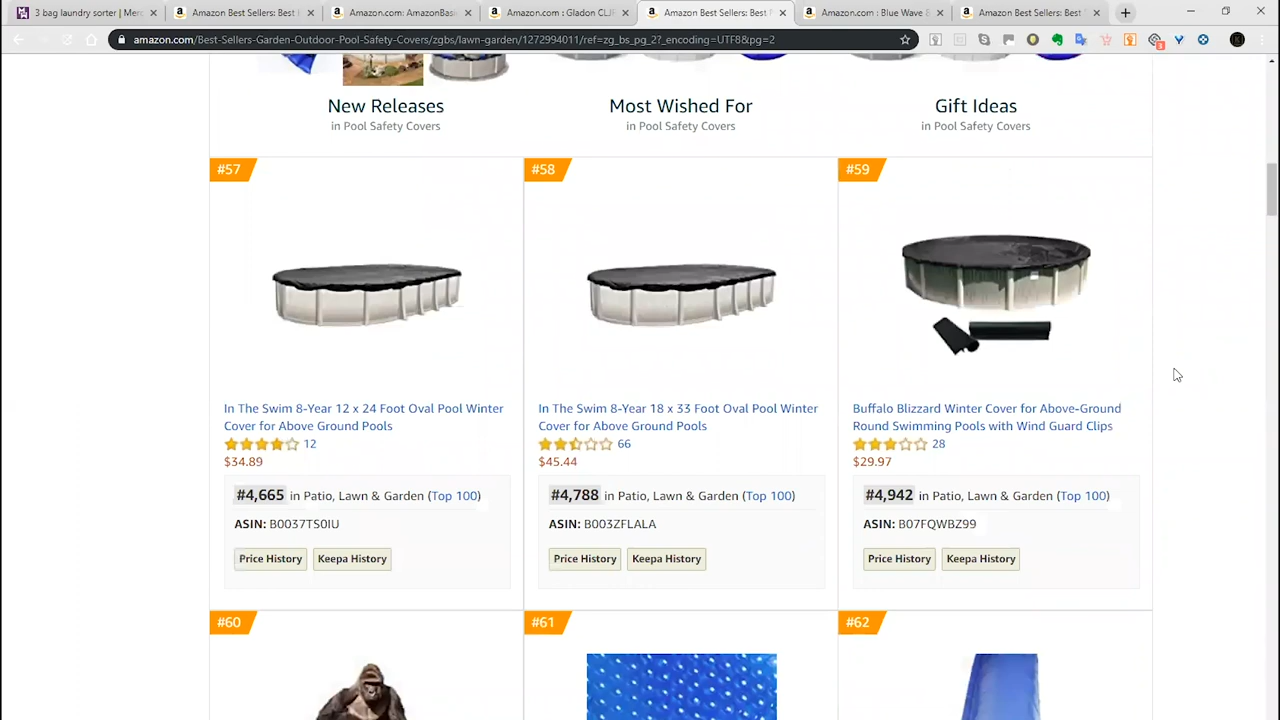 3 bag laundry sorter | Merc
Amazon Best Sellers: Best
Amazon.com: AmazonBasi
Amazon.com : Gladon CLIP
Amazon Best Sellers: Best
Amazon.com : Blue Wave
Amazon Best Sellers: Best
amazon.com/Best-Sellers-Garden-Outdoor-Pool-Safety-Covers/zgbs/lawn-garden/1272994011/ref=zg_bs_pg_2?_encoding=UTF8&pg=2
New Releases
in Pool Safety Covers
Most Wished For
in Pool Safety Covers
Gift Ideas
in Pool Safety Covers
#57
In The Swim 8-Year 12 x 24 Foot Oval Pool Winter
Cover for Above Ground Pools
12
$34.89
#4,665 in Patio, Lawn & Garden (Top 100)
ASIN: B0037TS0IU
Price History Keepa History
#58
In The Swim 8-Year 18 x 33 Foot Oval Pool Winter
Cover for Above Ground Pools
66
$45.44
#4,788 in Patio, Lawn & Garden (Top 100)
ASIN: B003ZFLALA
Price History Keepa History
#59
Buffalo Blizzard Winter Cover for Above-Ground
Round Swimming Pools with Wind Guard Clips
28
$29.97
#4,942 in Patio, Lawn & Garden (Top 100)
ASIN: B07FQWBZ99
Price History Keepa History
#60
#61
#62